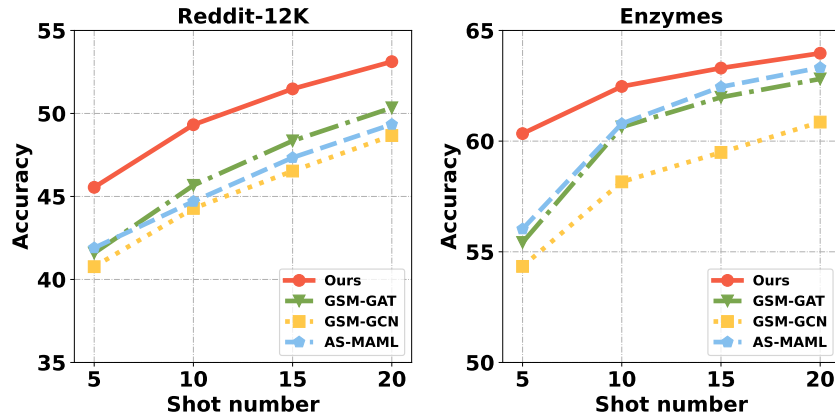 Reddit-12K
55
50
45
40
35
Accuracy
5 10 15 20
Shot number
Ours
GSM-GAT
GSM-GCN
AS-MAML
Enzymes
65
60
55
50
Accuracy
5 10 15 20
Shot number
Ours
GSM-GAT
GSM-GCN
AS-MAML